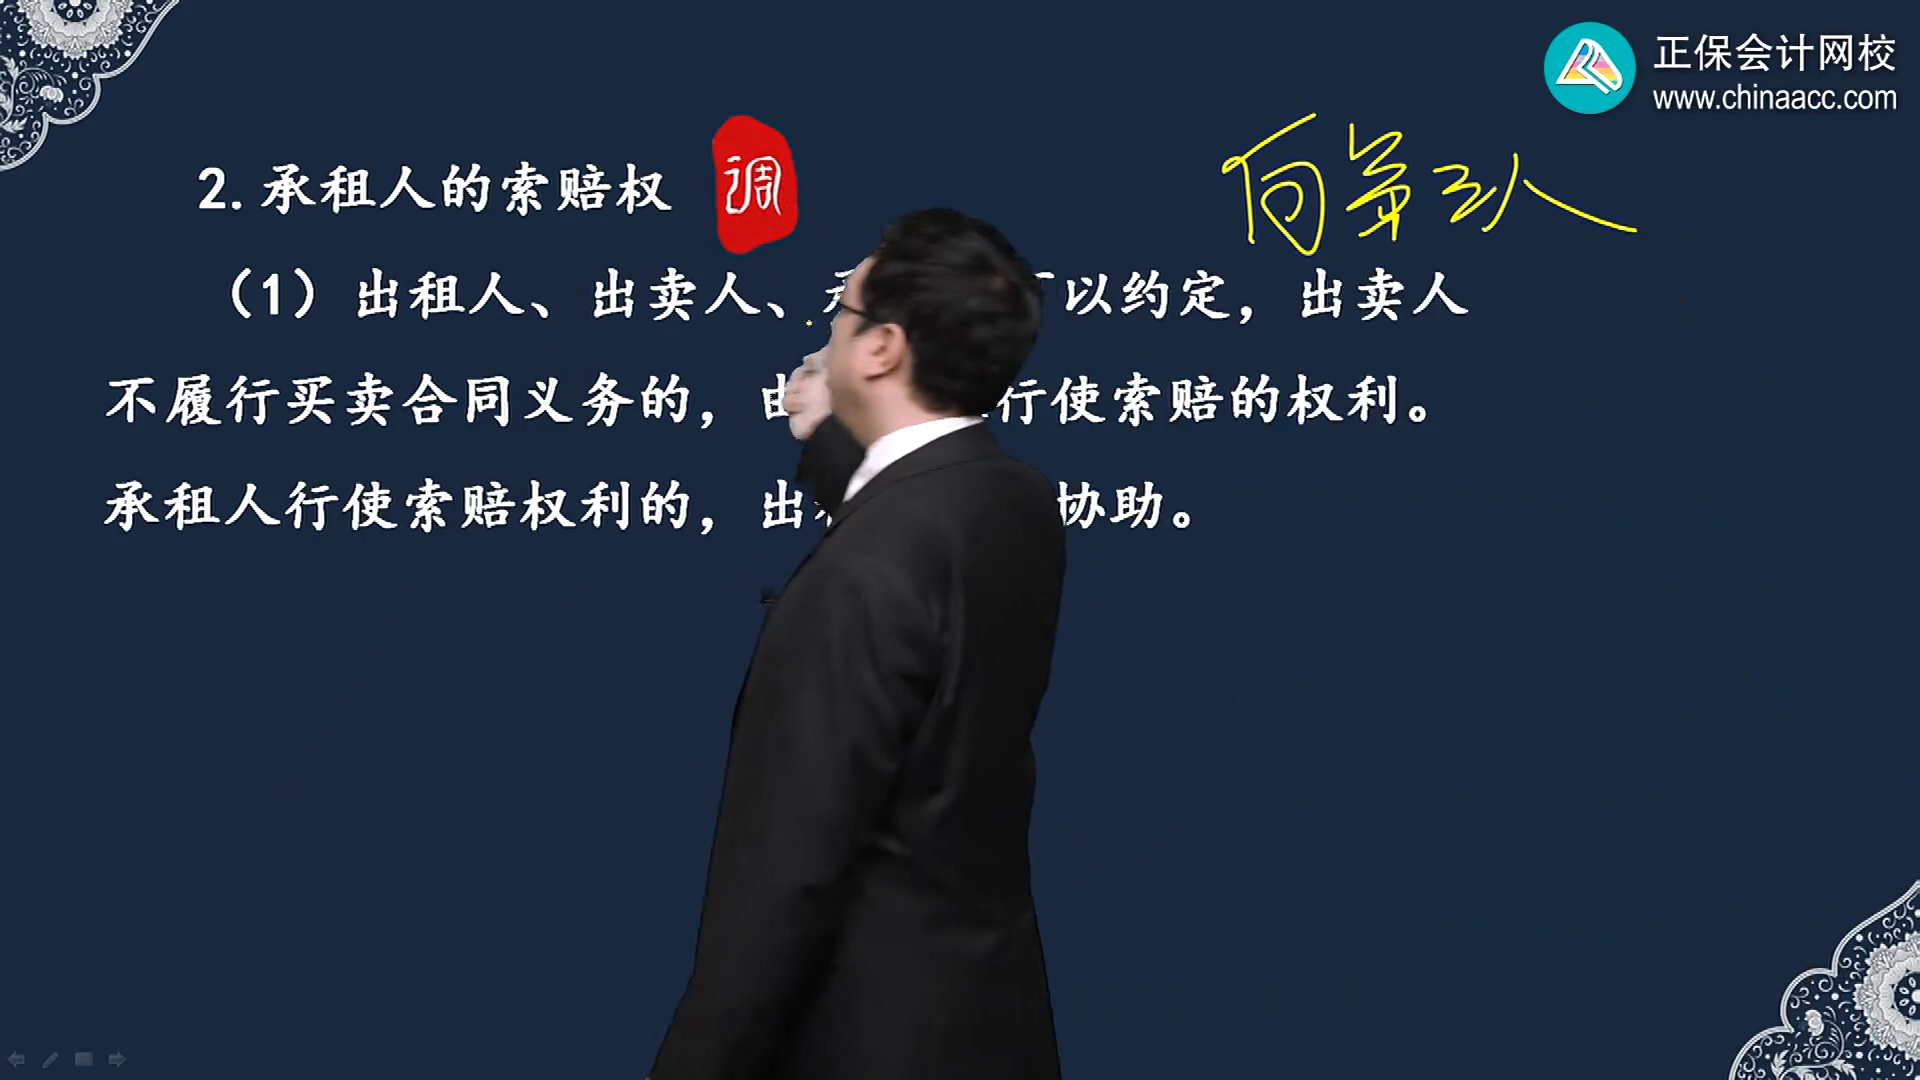 正保会计网校
www.chinaacc.com
2.承租人的索赔权 调
向第三人
（1）出租人、出卖人、以约定，出卖人
不履行买卖合同义务的，由行使索赔的权利。
承租人行使索赔权利的，出协助。